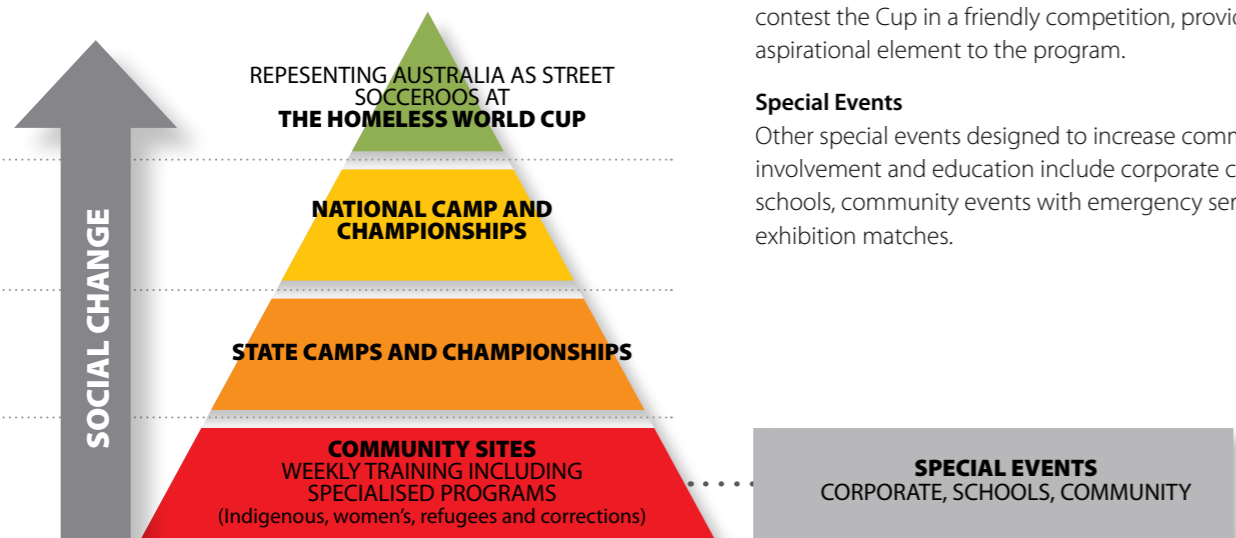 SOCIAL CHANGE
REPESENTING AUSTRALIA AS STREET
SOCCEROOS AT
THE HOMELESS WORLD CUP
NATIONAL CAMP AND
CHAMPIONSHIPS
STATE CAMPS AND CHAMPIONSHIPS
COMMUNITY SITES
WEEKLY TRAINING INCLUDING
SPECIALISED PROGRAMS
(Indigenous, women's, refugees and corrections)
contest the Cup in a friendly competition,
aspirational element to the program.
Special Events
Other special events designed to increase
involvement and education include corporate
schools, community events with emergency
exhibition matches.
SPECIAL EVENTS
CORPORATE, SCHOOLS, COMMUNITY